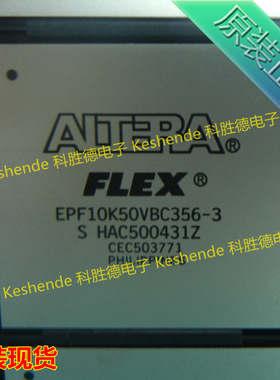 原装
Keshende 科胜德电子 Keshende 科胜德电子
ALTERA®
FLEX®
EPF10K50VBC356-3
S HAC500431Z
CEC503771
Keshende 科胜德电子 Keshende 科胜德电子
装现货